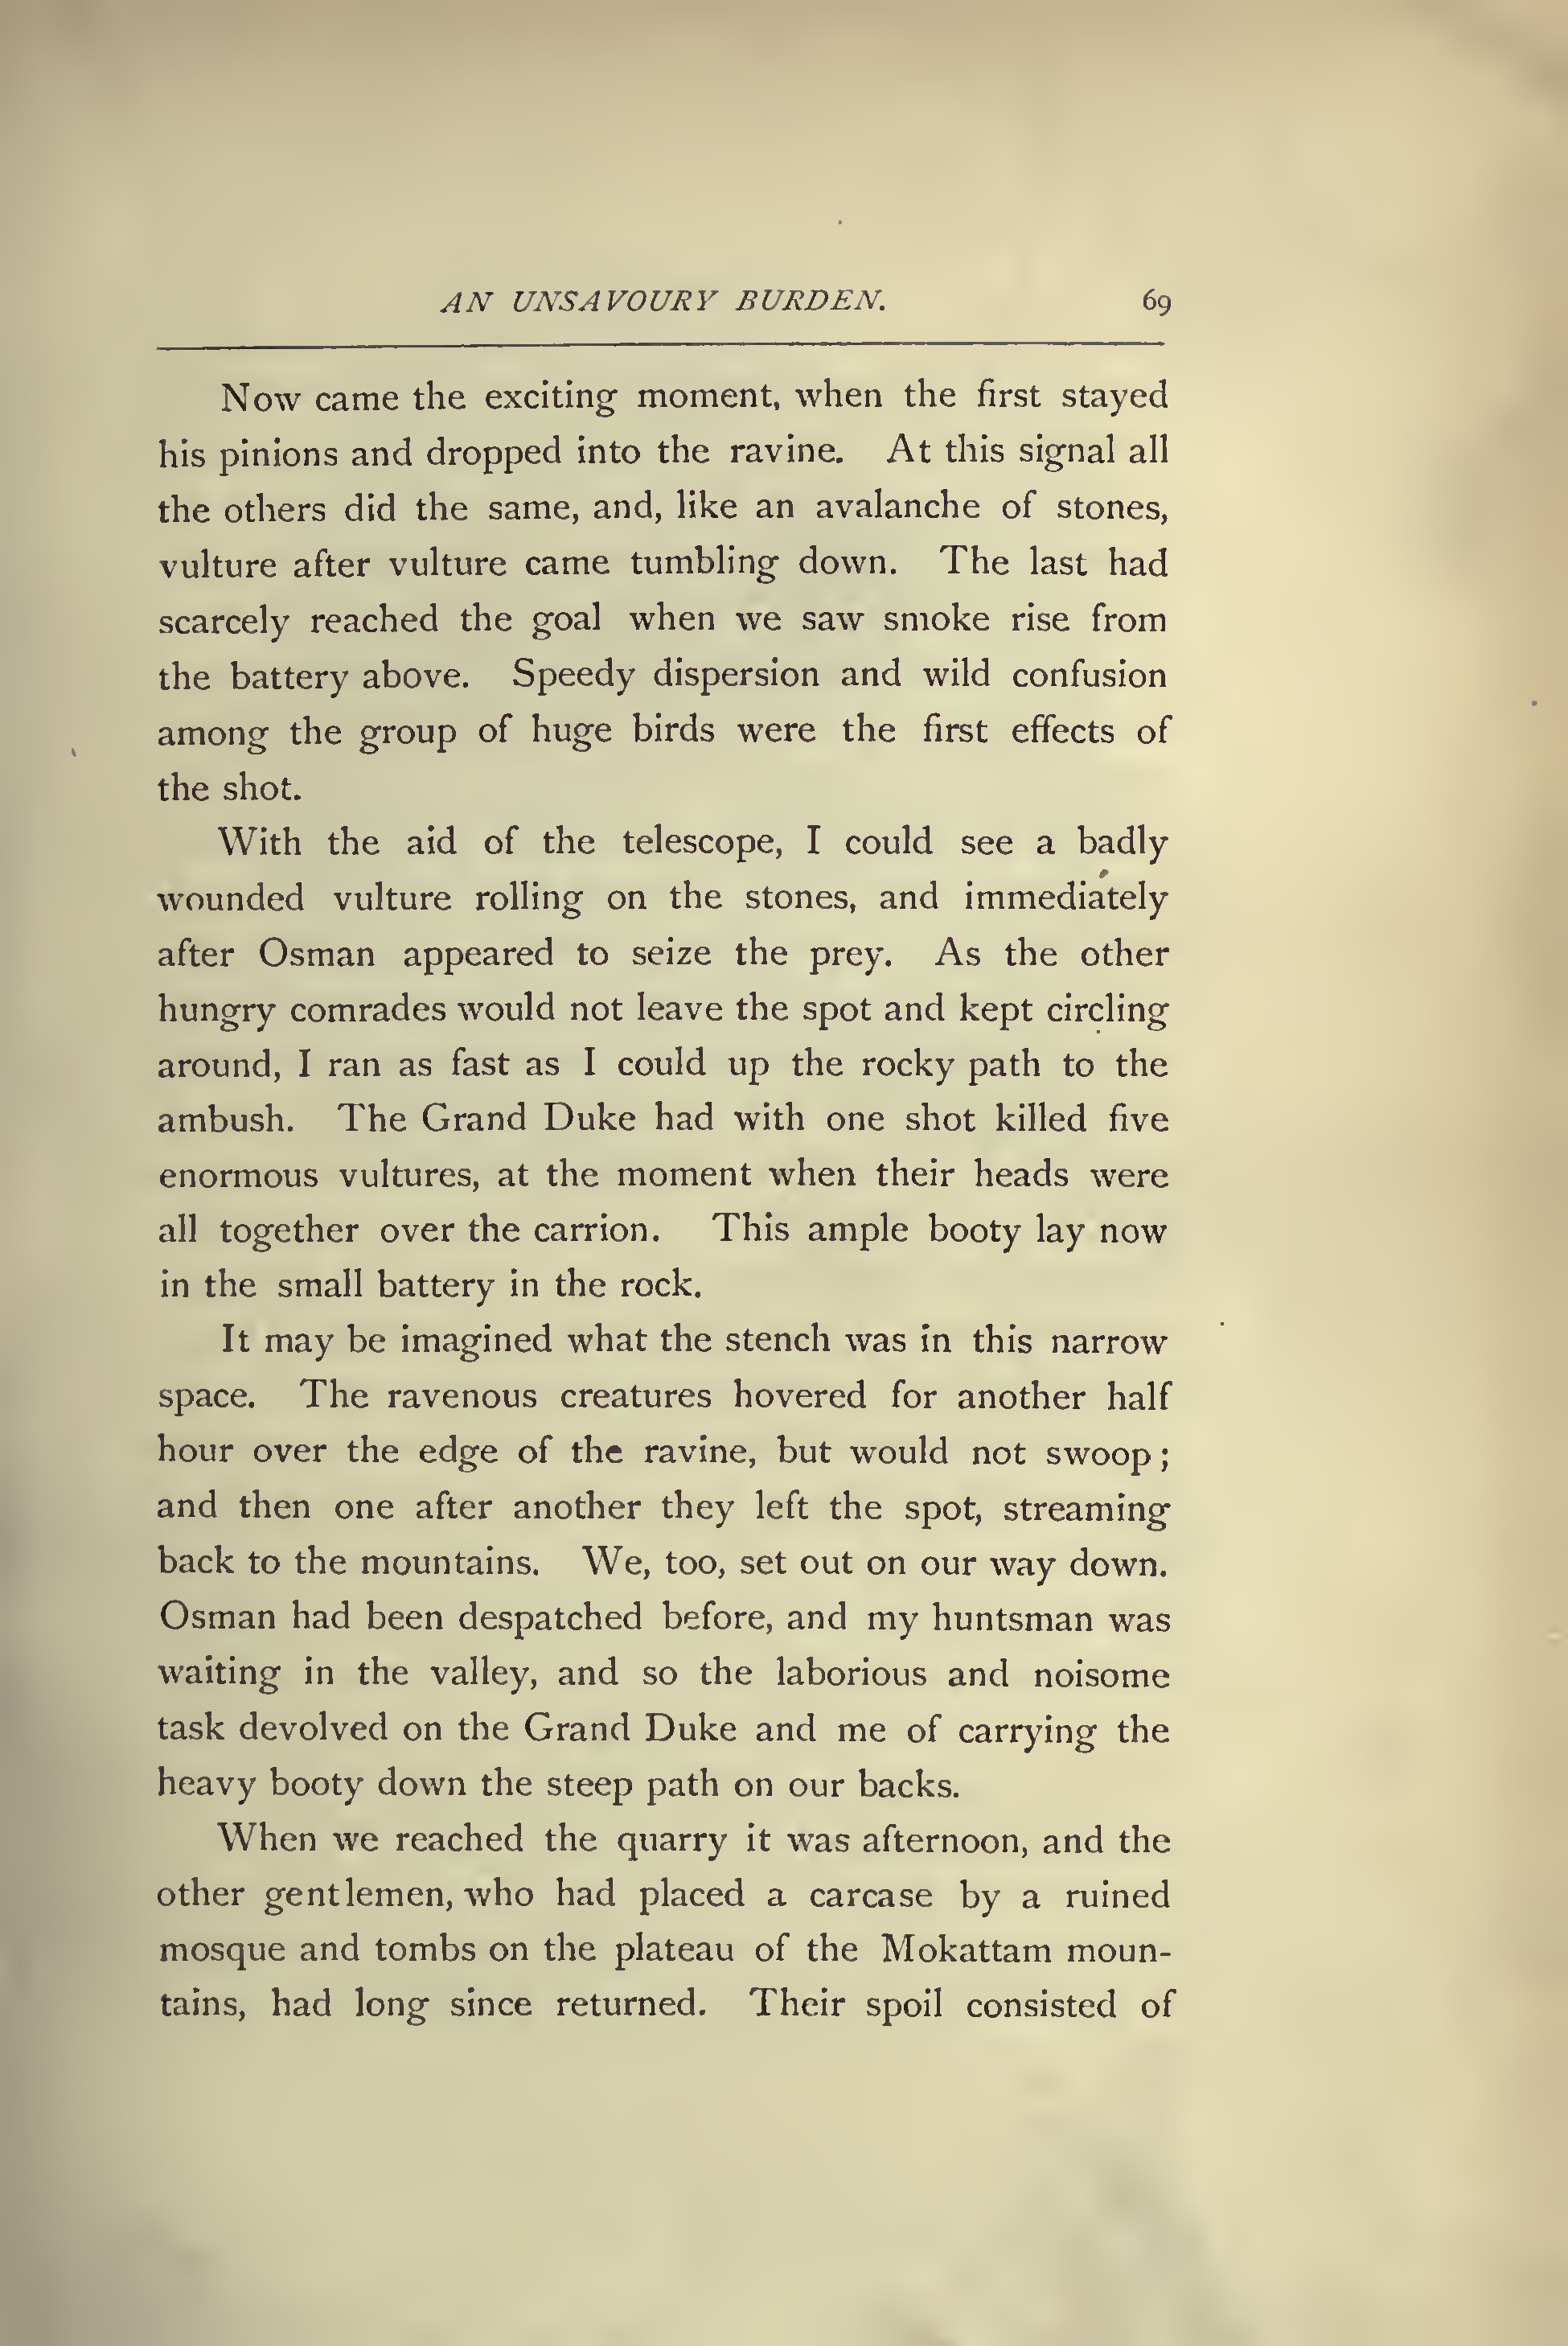 AN UNSAVOURY BURDEN. 69
Now came the exciting moment, when the first stayed
his pinions and dropped into the ravine. At this signal all
the others did the same, and, like an avalanche of stones,
vulture after vulture came tumbling down. The last had
scarcely reached the goal when we saw smoke rise from
the battery above. Speedy dispersion and wild confusion
among the group of huge birds were the first effects of
the shot.
With the aid of the telescope, I could see a badly
wounded vulture rolling on the stones, and immediately
after Osman appeared to seize the prey. As the other
hungry comrades would not leave the spot and kept circling
around, I ran as fast as I could up the rocky path to the
ambush. The Grand Duke had with one shot killed five
enormous vultures, at the moment when their heads were
all together over the carrion. This ample booty lay now
in the small battery in the rock.
It may be imagined what the stench was in this narrow
space. The ravenous creatures hovered for another half
hour over the edge of the ravine, but would not swoop;
and then one after another they left the spot, streaming
back to the mountains. We, too, set out on our way down.
Osman had been despatched before, and my huntsman was
waiting in the valley, and so the laborious and noisome
task devolved on the Grand Duke and me of carrying the
heavy booty down the steep path on our backs.
When we reached the quarry it was afternoon, and the
other gentlemen, who had placed a carcase by a ruined
mosque and tombs on the plateau of the Mokattam moun-
tains, had long since returned. Their spoil consisted of